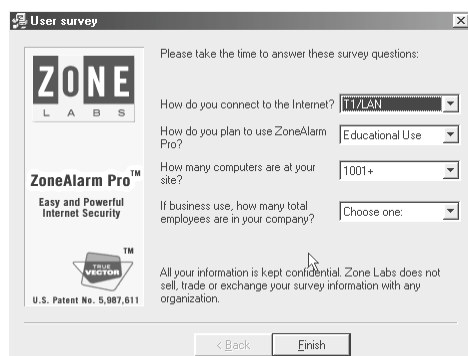 User survey
ZONE
LABS
ZoneAlarm Pro™
Easy and Powerful
Internet Security
TM
TRUE
VECTOR
U.S. Patent No. 5,987,611
Please take the time to answer these survey questions:
How do you connect to the Internet? T1/LAN
How do you plan to use ZoneAlarm
Pro?
Educational Use
How many computers are at your
site?
1001+
If business use, how many total
employees are in your company?
Choose one:
All your information is kept confidential. Zone Labs does not
sell, trade or exchange your survey information with any
organization.
< Back
Finish